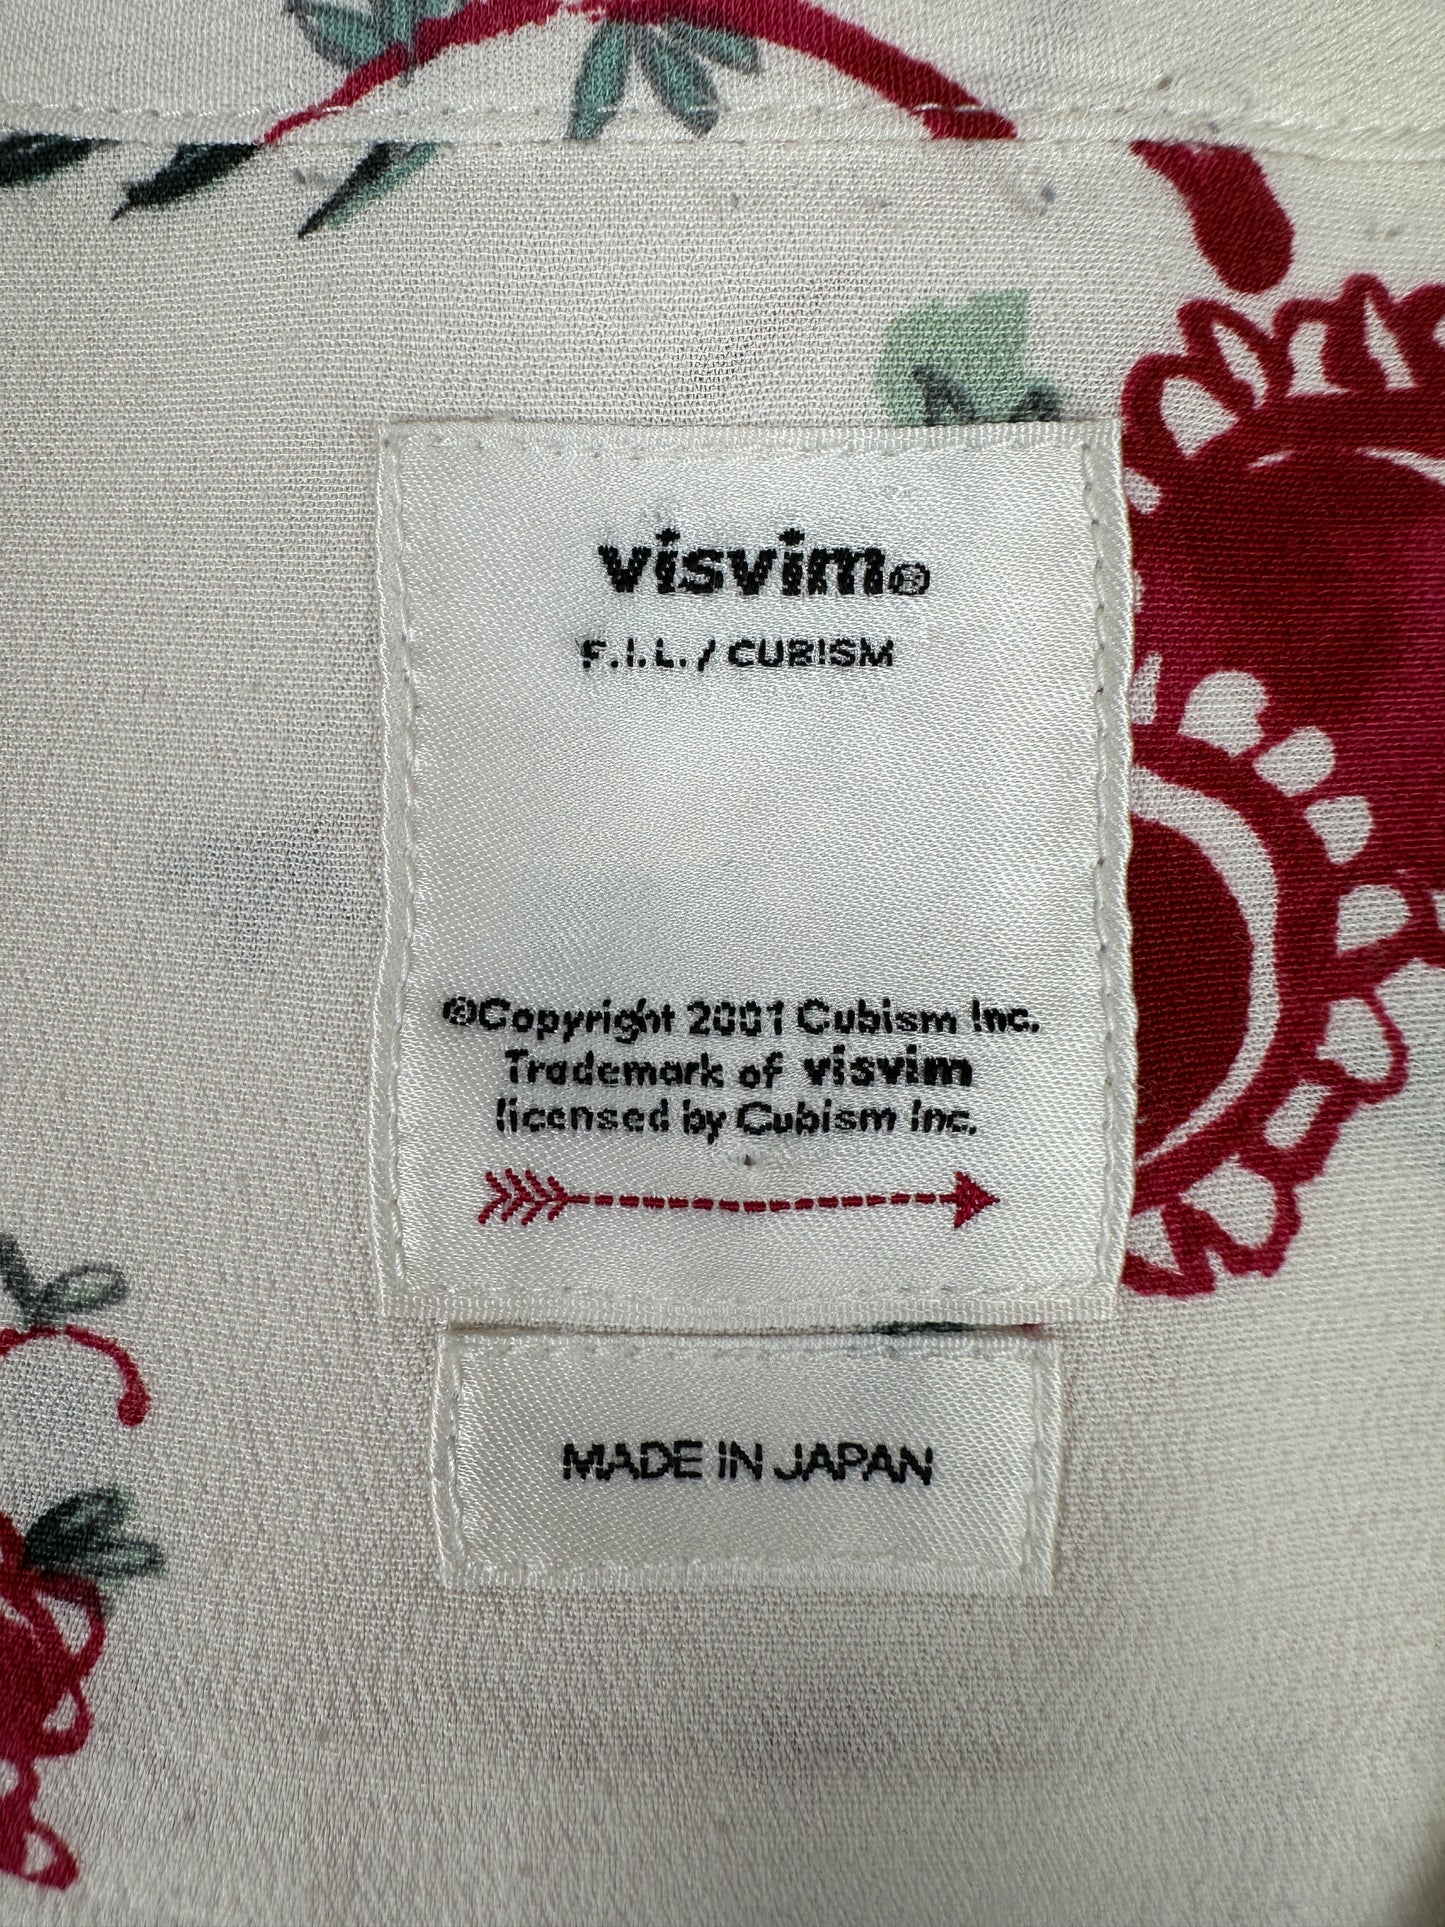 visvim®
F.I.L. / CUBISM
©Copyright 2001 Cubism Inc.
Trademark of visvim
licensed by Cubism Inc.
MADE IN JAPAN